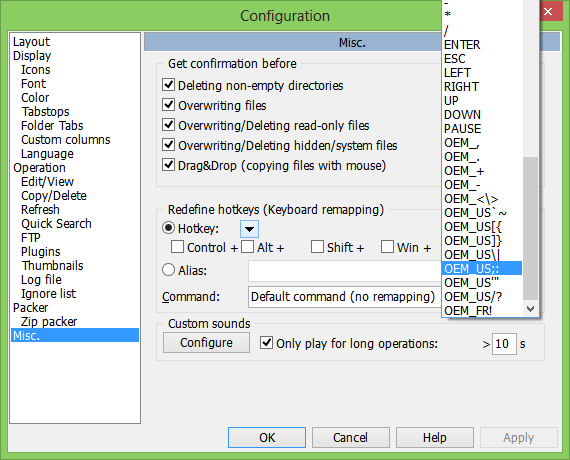 Configuration
Layout
Display
Icons
Font
Color
Tabstops
Folder Tabs
Custom columns
Language
Operation
Edit/View
Copy/Delete
Refresh
Quick Search
FTP
Plugins
Thumbnails
Log file
Ignore list
Packer
Zip packer
Misc.
Misc.
Get confirmation before
Deleting non-empty directories
Overwriting files
Overwriting/Deleting read-only files
Overwriting/Deleting hidden/system files
Drag&Drop (copying files with mouse)
Redefine hotkeys (Keyboard remapping)
Hotkey:
Control + Alt + Shift + Win +
Alias:
Command: Default command (no remapping)
Custom sounds
Configure Only play for long operations: > 10 s
-
*
/
ENTER
ESC
LEFT
RIGHT
UP
DOWN
PAUSE
OEM_,
OEM_.
OEM_+
OEM_-
OEM_<\>
OEM_US`~
OEM_US[{
OEM_US]}
OEM_US\|
OEM_US;:
OEM_US'"
OEM_US/?
OEM_FR!
OK Cancel Help Apply